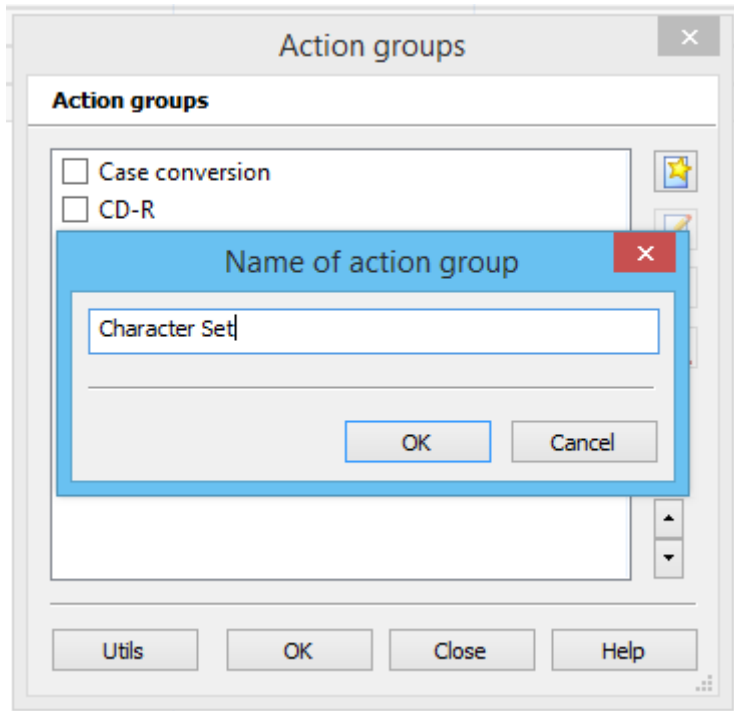 Action groups
Action groups
Case conversion
CD-R
Name of action group
Character Set
OK Cancel
Utils OK Close Help